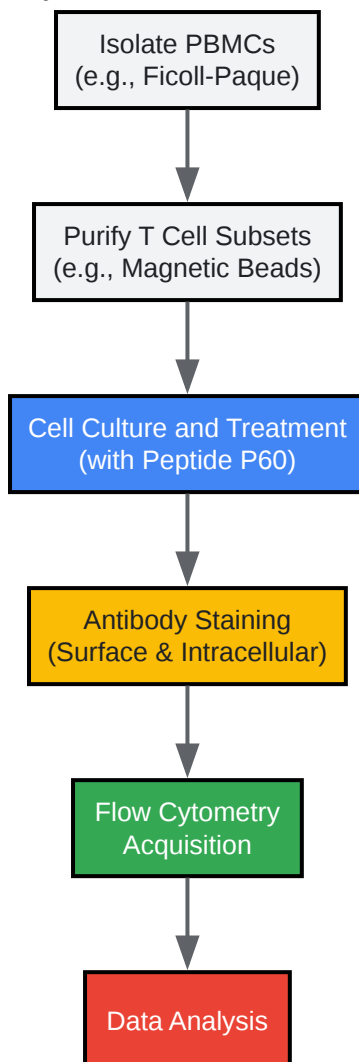 Isolate PBMCs
(e.g., Ficoll-Paque)
Purify T Cell Subsets
(e.g., Magnetic Beads)
Cell Culture and Treatment
(with Peptide P60)
Antibody Staining
(Surface & Intracellular)
Flow Cytometry
Acquisition
Data Analysis